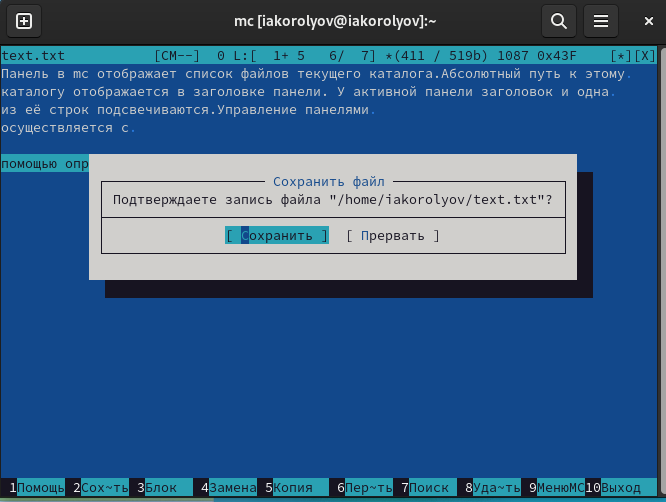 mc [iakorolyov@iakorolyov]:~
text.txt [CM--] 0 L:[ 1+ 5 6/ 7] *(411 / 519b) 1087 0x43F [*][X]
Панель в mc отображает список файлов текущего каталога.Абсолютный путь к этому.
каталогу отображается в заголовке панели. У активной панели заголовок и одна.
из её строк подсвечиваются.Управление панелями.
осуществляется с.
помощью опр
Сохранить файл
Подтверждаете запись файла "/home/iakorolyov/text.txt"?
[ Сохранить ] [ Прервать ]
1Помощь 2Сох~ть 3Блок 4Замена 5Копия 6Пер~ть 7Поиск 8Уда~ть 9МенюMC 10Выход